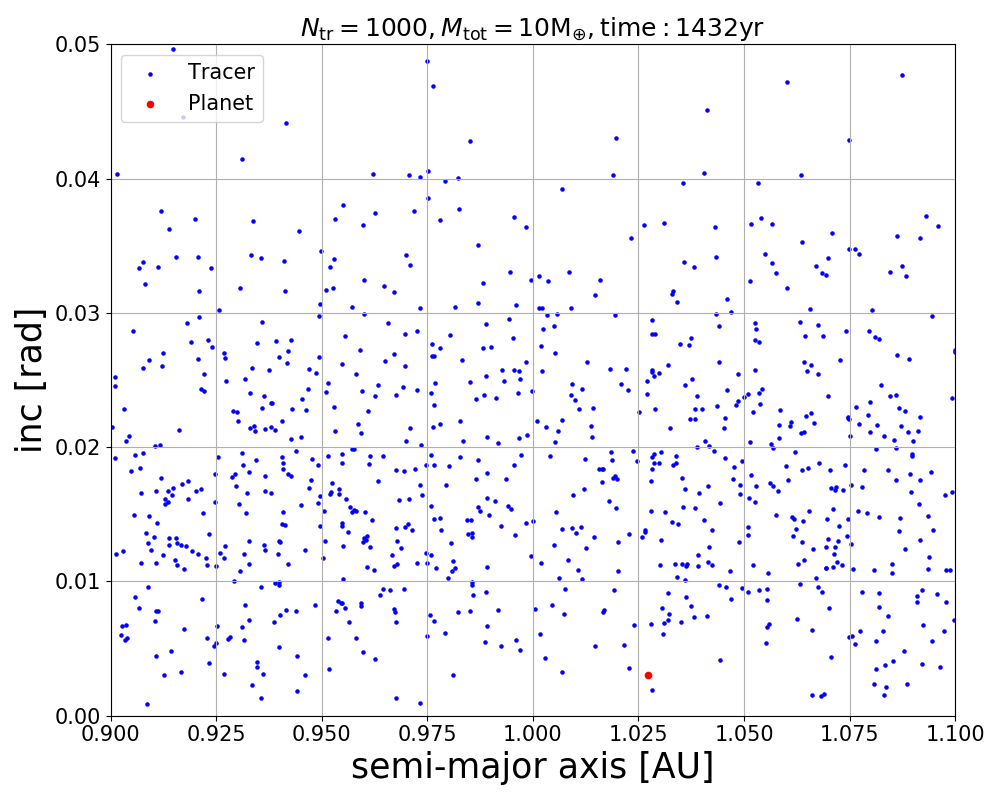 N_tr = 1000, M_tot = 10M_⊕, time : 1432yr
0.05
Tracer
Planet
0.04
0.03
inc [rad]
0.02
0.01
0.00
0.900 0.925 0.950 0.975 1.000 1.025 1.050 1.075 1.100
semi-major axis [AU]